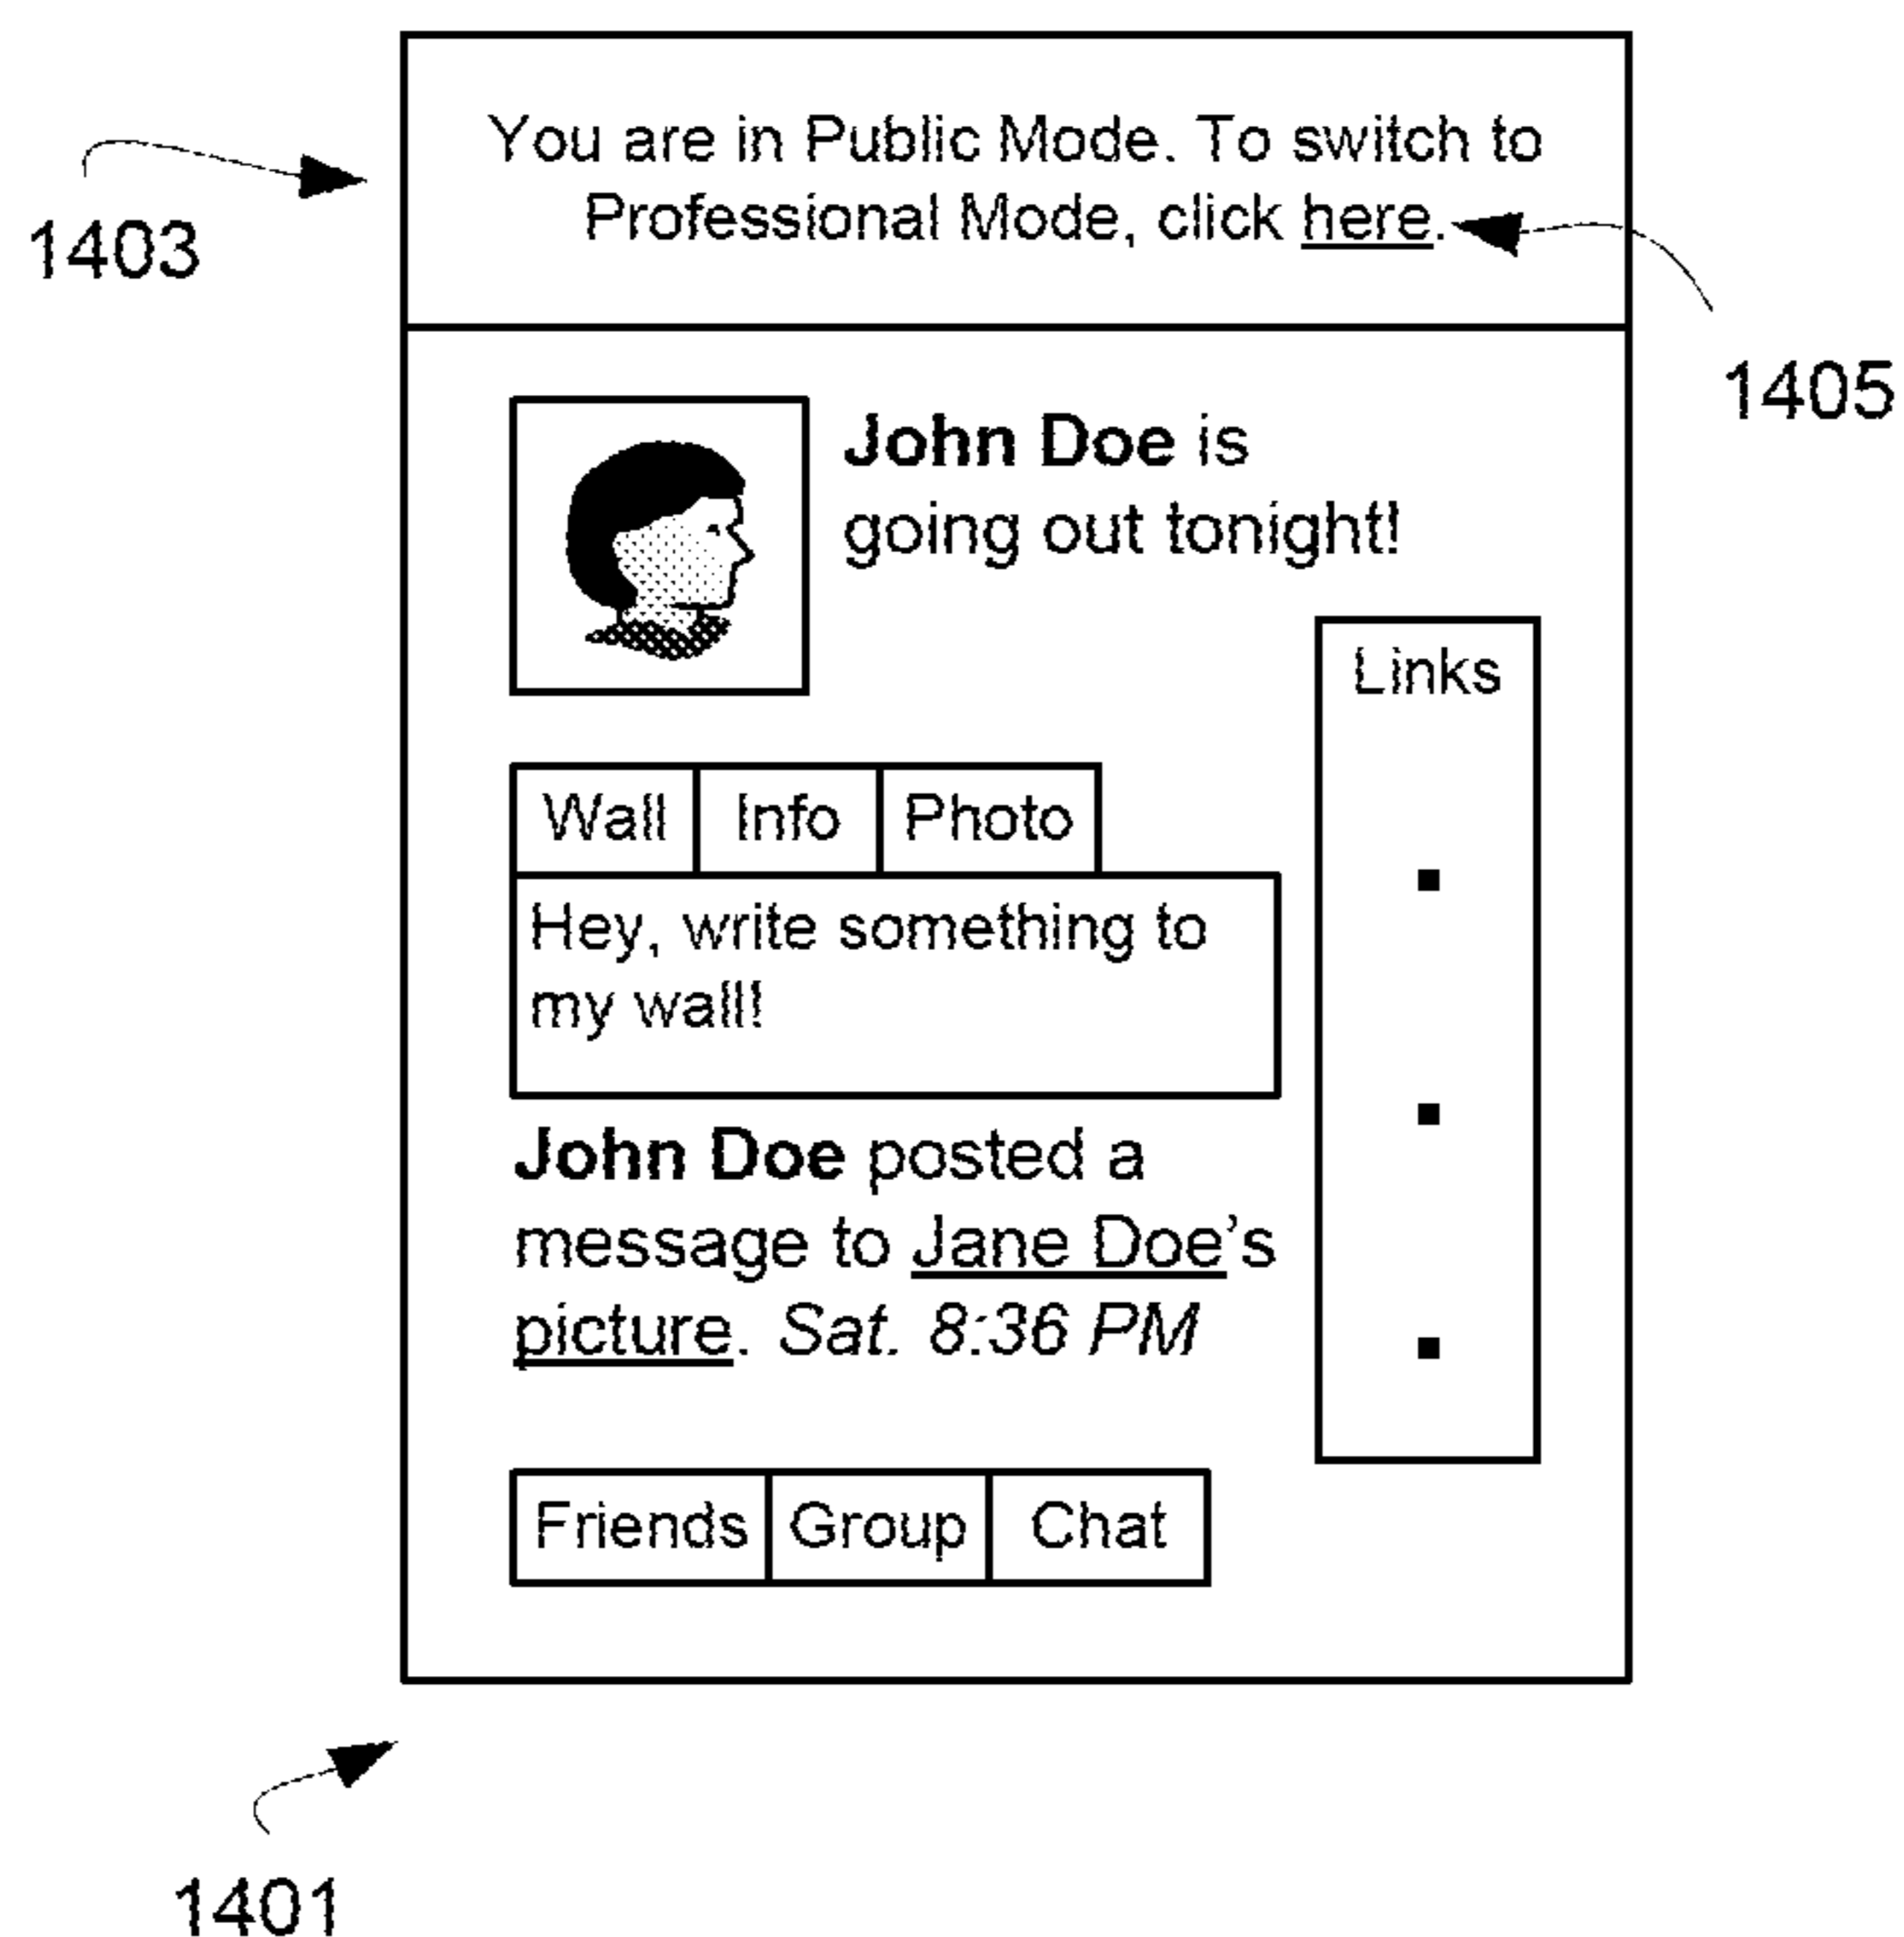 You are in Public Mode. To switch to
Professional Mode, click here.
1403
1405
John Doe is
going out tonight!
Links
Wall Info Photo
Hey, write something to
my wall!
John Doe posted a
message to Jane Doe's
picture. Sat. 8:36 PM
Friends Group Chat
1401